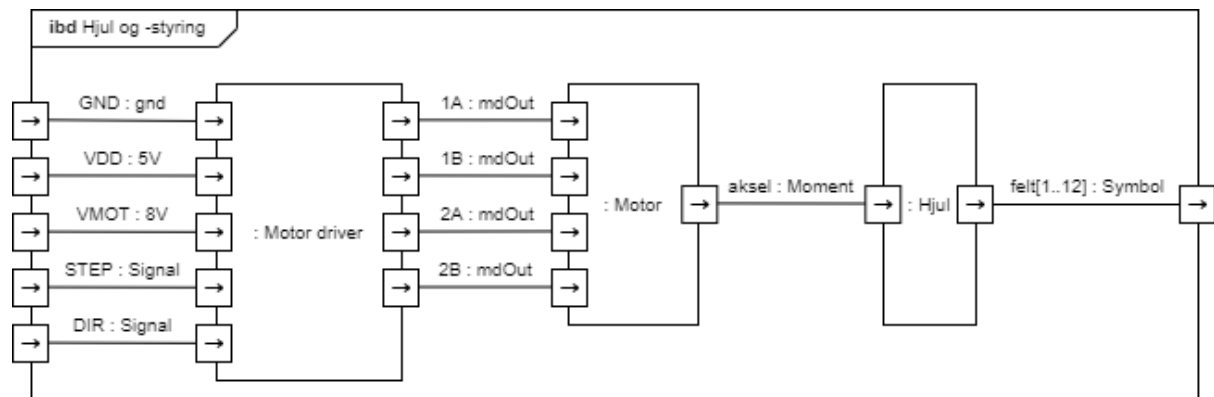 ibd Hjul og -styring
GND : gnd
VDD : 5V
VMOT : 8V
STEP : Signal
DIR : Signal
: Motor driver
1A : mdOut
1B : mdOut
2A : mdOut
2B : mdOut
: Motor
aksel : Moment
: Hjul
felt[1..12] : Symbol